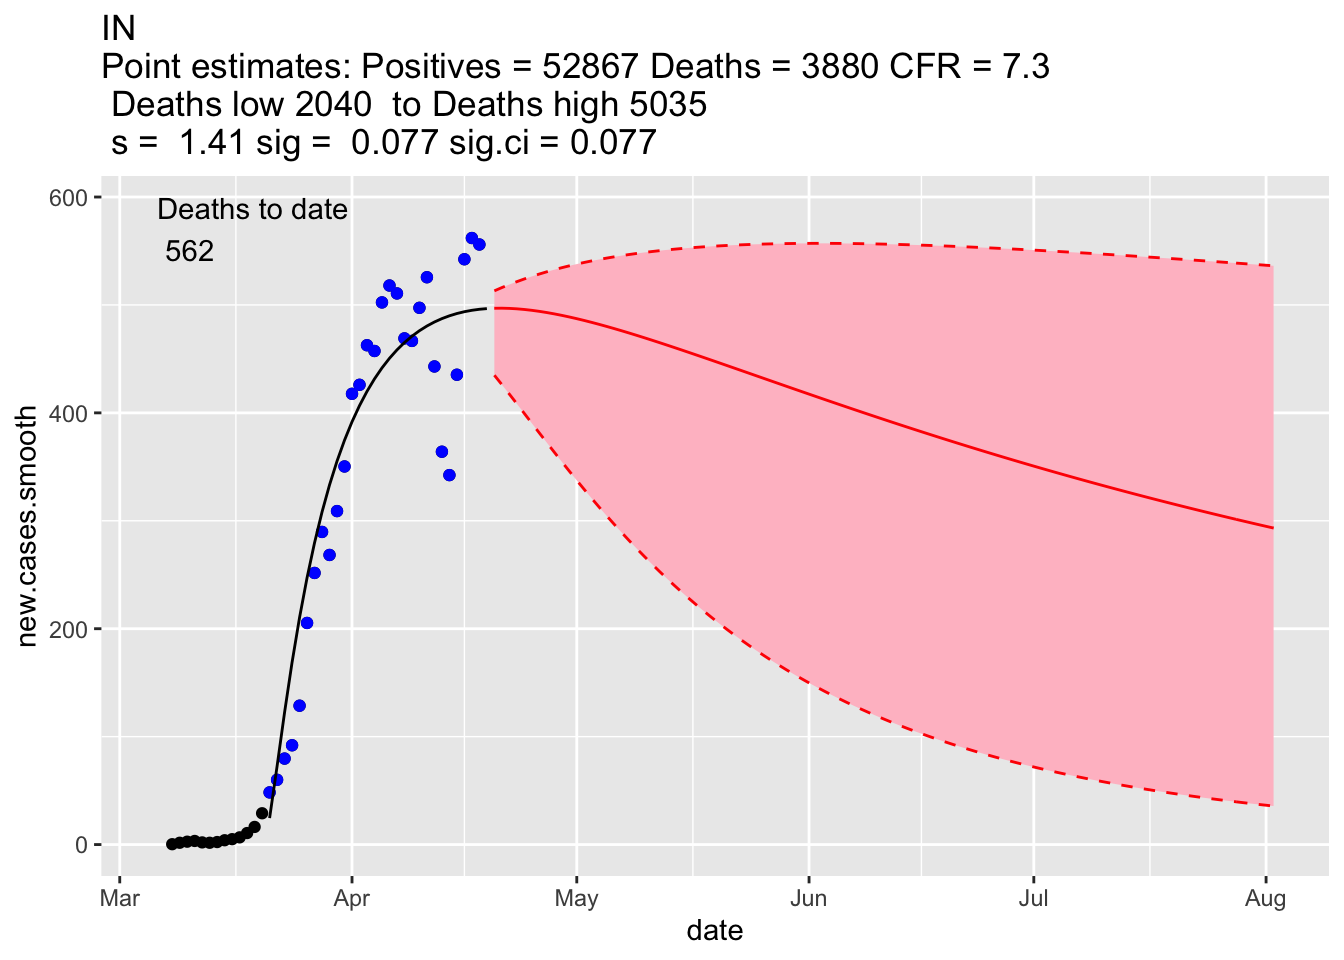 IN
Point estimates: Positives = 52867 Deaths = 3880 CFR = 7.3
Deaths low 2040  to Deaths high 5035
s =  1.41 sig =  0.077 sig.ci = 0.077
600
Deaths to date
562
400
new.cases.smooth
200
0
Mar Apr May Jun Jul Aug
date